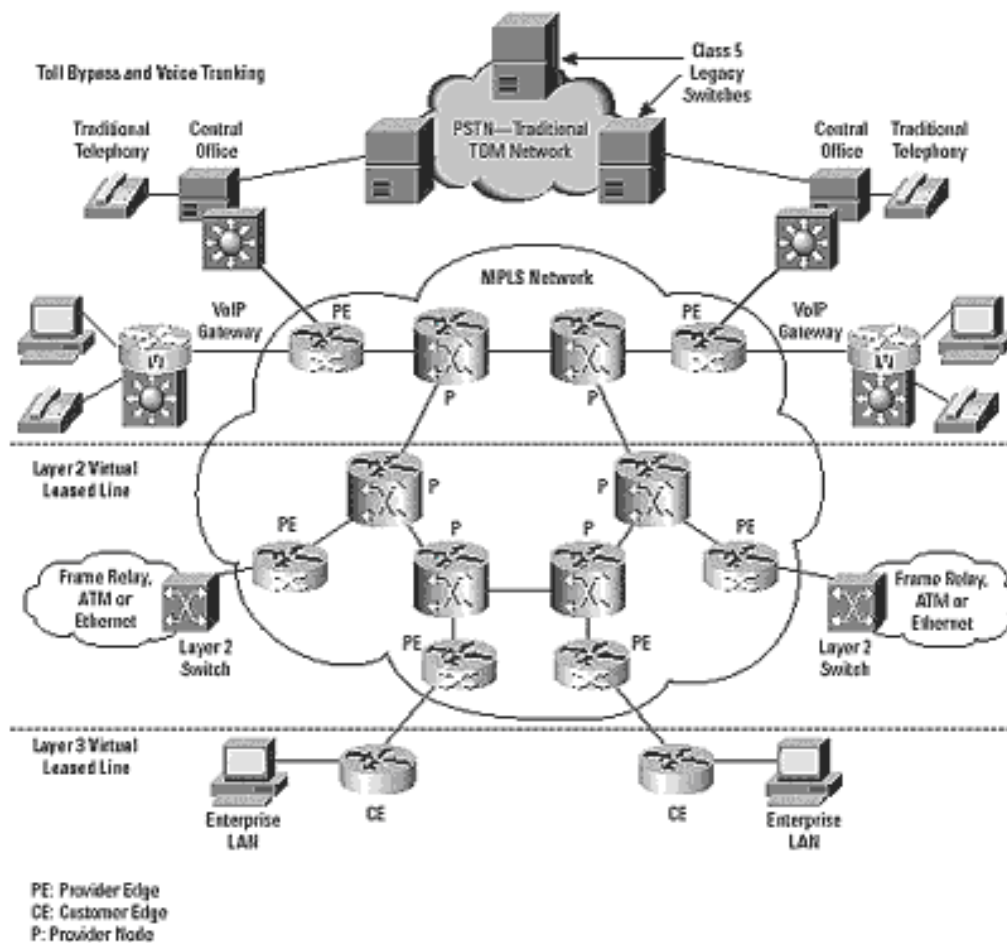 Class 5
Legacy
Switches
Toll Bypass and Voice Trunking
PSTN—Traditional
TDM Network
Traditional
Telephony
Central
Office
Central
Office
Traditional
Telephony
MPLS Network
VoIP
Gateway
PE
PE
VoIP
Gateway
P
P
Layer 2 Virtual
Leased Line
P
P
PE
P
P
PE
Frame Relay,
ATM or
Ethernet
Layer 2
Switch
Frame Relay,
ATM or
Ethernet
Layer 2
Switch
PE
PE
Layer 3 Virtual
Leased Line
Enterprise
LAN
CE
CE
Enterprise
LAN
PE: Provider Edge
CE: Customer Edge
P: Provider Node